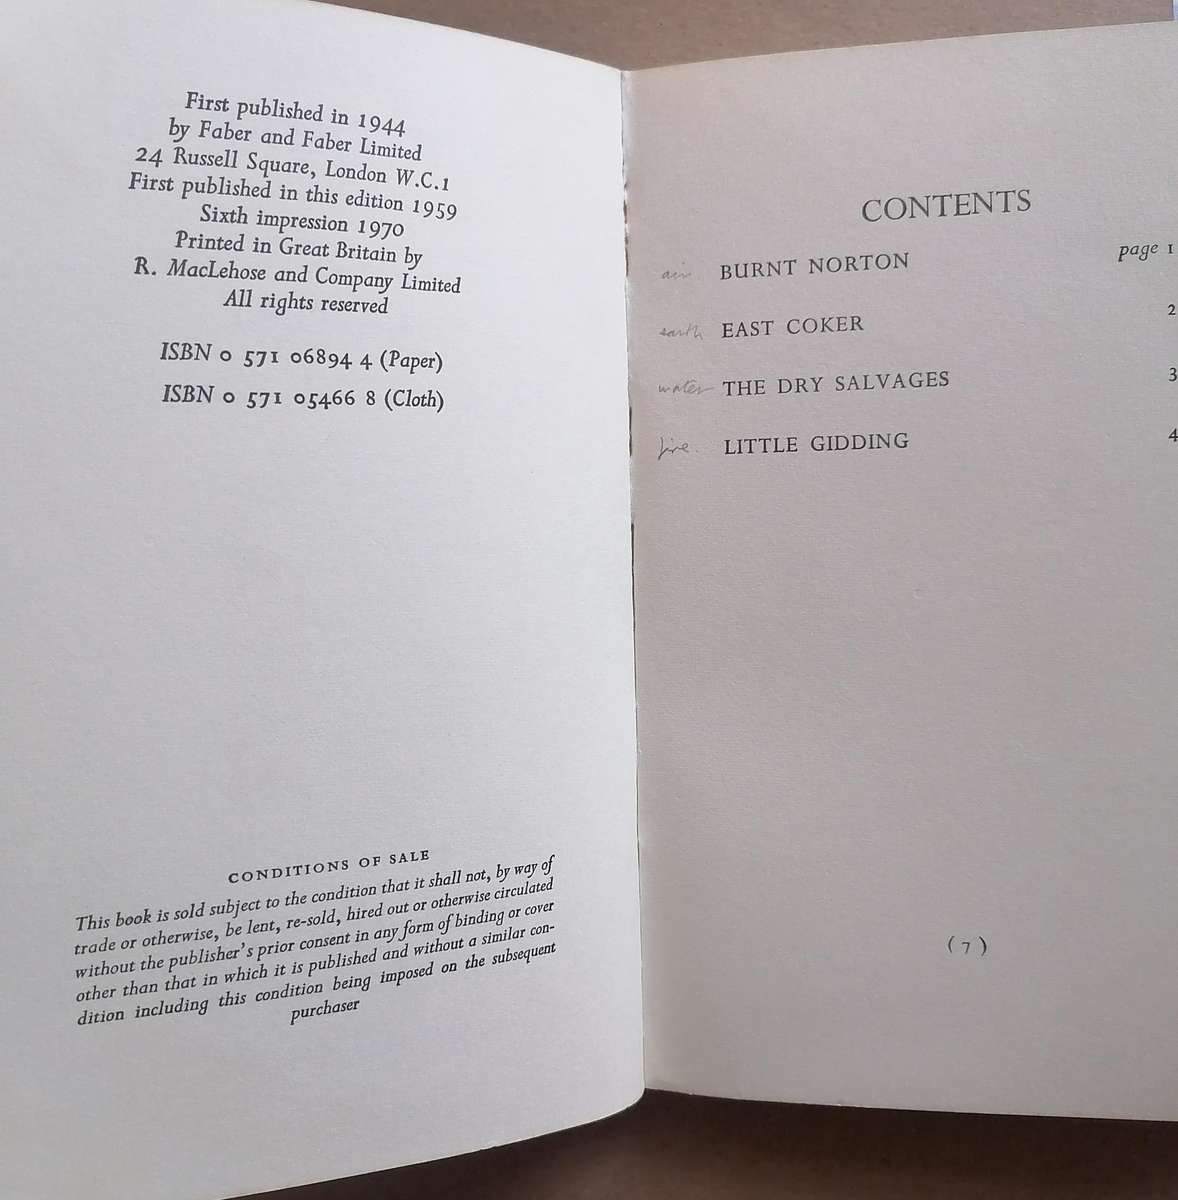 First published in 1944
by Faber and Faber Limited
24 Russell Square, London W.C.1
First published in this edition 1959
Sixth impression 1970
Printed in Great Britain by
R. MacLehose and Company Limited
All rights reserved
ISBN 0 571 06894 4 (Paper)
ISBN 0 571 05466 8 (Cloth)
CONDITIONS OF SALE
This book is sold subject to the condition that it shall not, by way of
trade or otherwise, be lent, re-sold, hired out or otherwise circulated
without the publisher's prior consent in any form of binding or cover
other than that in which it is published and without a similar con-
dition including this condition being imposed on the subsequent
purchaser
CONTENTS
air BURNT NORTON page 1
earth EAST COKER 2
water THE DRY SALVAGES 3
fire. LITTLE GIDDING 4
(7)